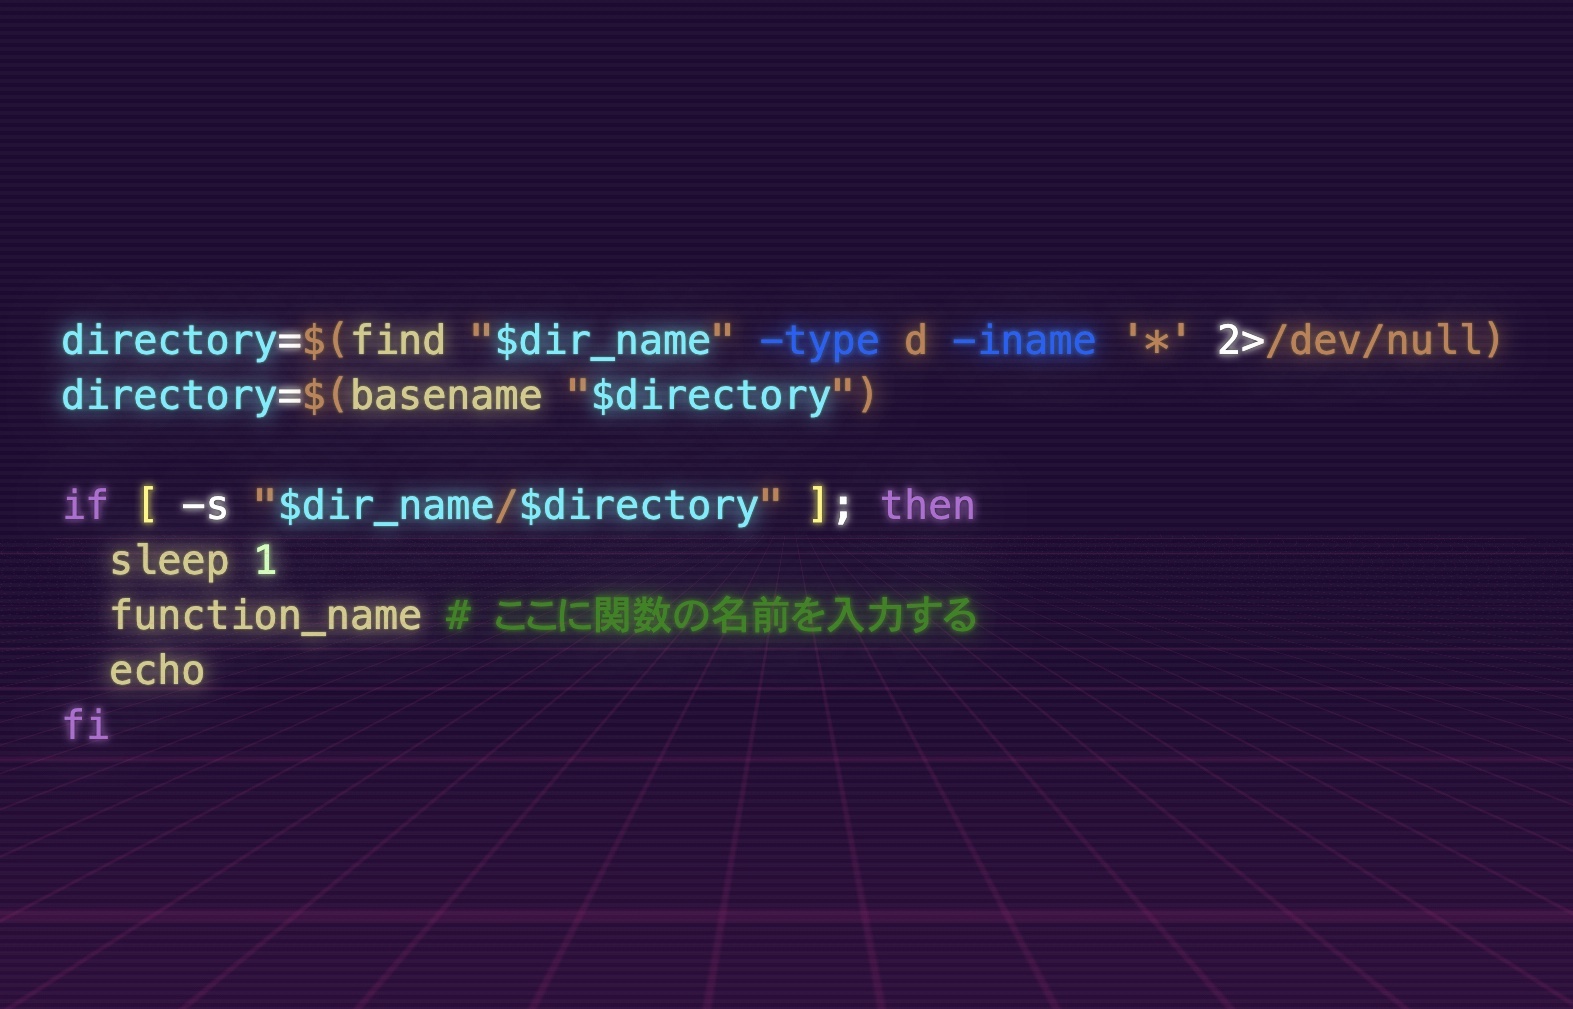 directory=$(find "$dir_name" -type d -iname '*' 2>/dev/null)
directory=$(basename "$directory")
if [ -s "$dir_name/$directory" ]; then
  sleep 1
  function_name # ここに関数の名前を入力する
  echo
fi